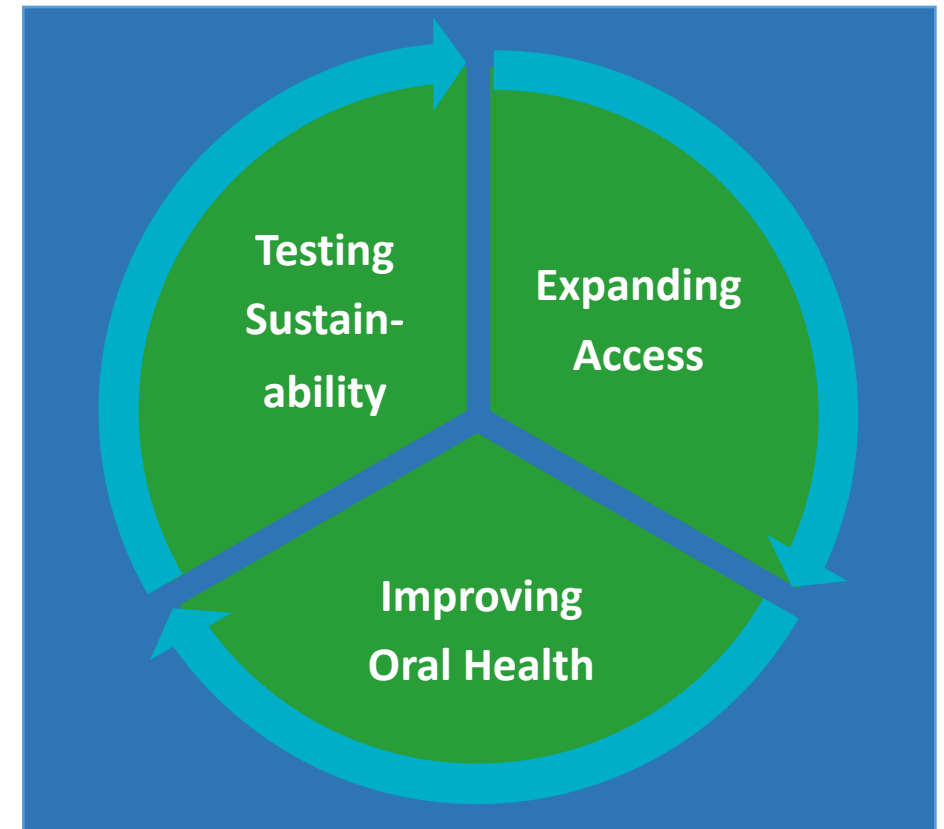 Testing
Sustain-
ability
Expanding
Access
Improving
Oral Health